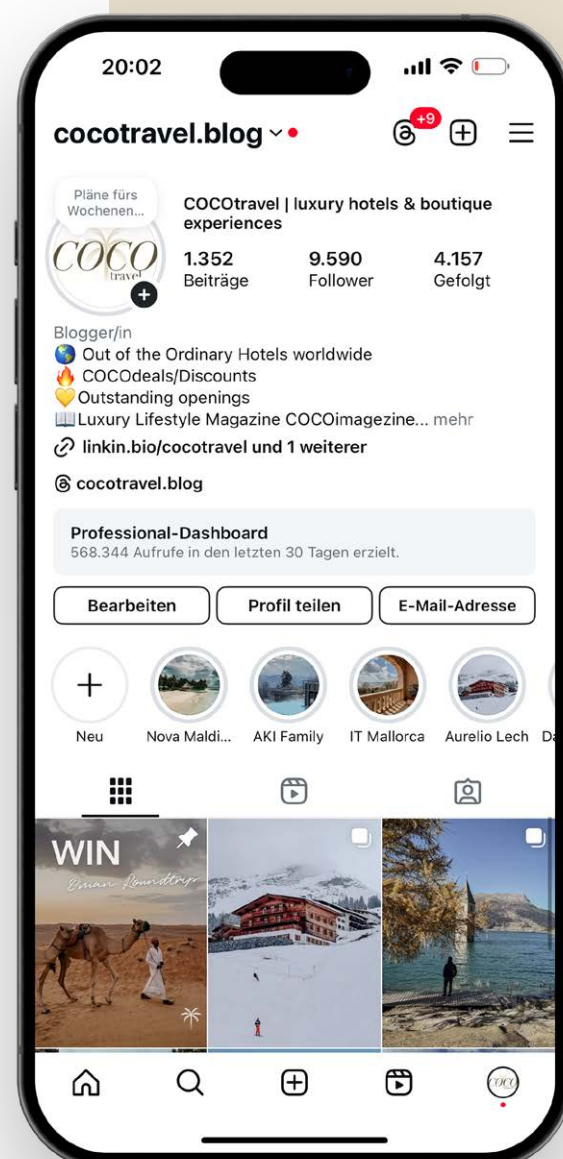 20:02
cocotravel.blog
+9
Pläne fürs
Wochenen...
COCO
travel
COCOtravel | luxury hotels & boutique
experiences
1.352 9.590 4.157
Beiträge Follower Gefolgt
Blogger/in
Out of the Ordinary Hotels worldwide
COCOdeals/Discounts
Outstanding openings
Luxury Lifestyle Magazine COCOimagezine... mehr
linkin.bio/cocotravel und 1 weiterer
cocotravel.blog
Professional-Dashboard
568.344 Aufrufe in den letzten 30 Tagen erzielt.
Bearbeiten Profil teilen E-Mail-Adresse
Neu Nova Maldi... AKI Family IT Mallorca Aurelio Lech Da
WIN
Oman Roundtrip
COCO